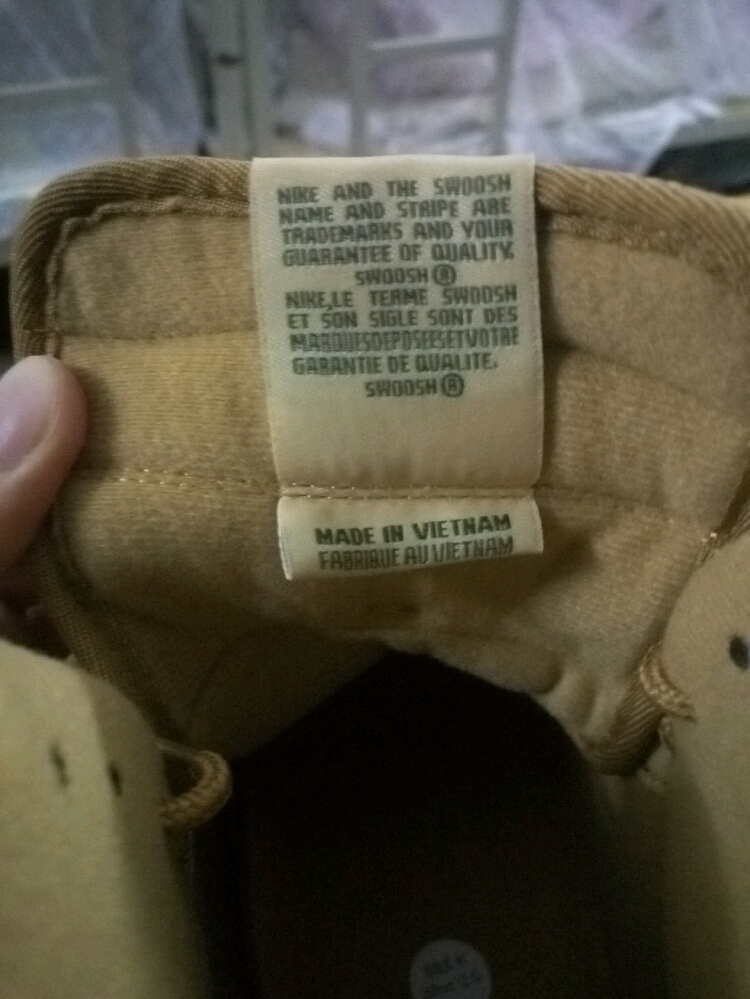 NIKE AND THE SWOOSH
NAME AND STRIPE ARE
TRADEMARKS AND YOUR
GUARANTEE OF QUALITY.
SWOOSH ®
NIKE,LE TERME SWOOSH
ET SON SIGLE SONT DES
MARQUESDEPOSEESETVOTRE
GARANTIE DE QUALITE.
SWOOSH ®
MADE IN VIETNAM
FABRIQUE AU VIETNAM